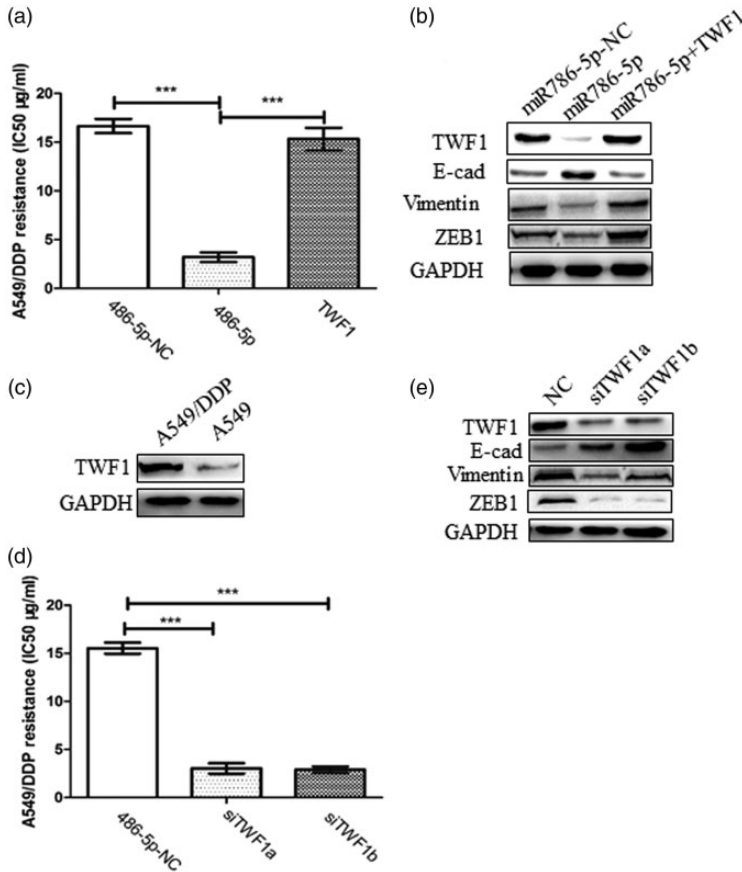 (a)
A549/DDP resistance (IC50 µg/ml)
20
15
10
5
0
***
***
486-5p-NC
486-5p
TWF1
(b)
miR786-5p-NC
miR786-5p
miR786-5p+TWF1
TWF1
E-cad
Vimentin
ZEB1
GAPDH
(c)
A549/DDP
A549
TWF1
GAPDH
(e)
NC
siTWF1a
siTWF1b
TWF1
E-cad
Vimentin
ZEB1
GAPDH
(d)
A549/DDP resistance (IC50 µg/ml)
20
15
10
5
0
***
***
486-5p-NC
siTWF1a
siTWF1b